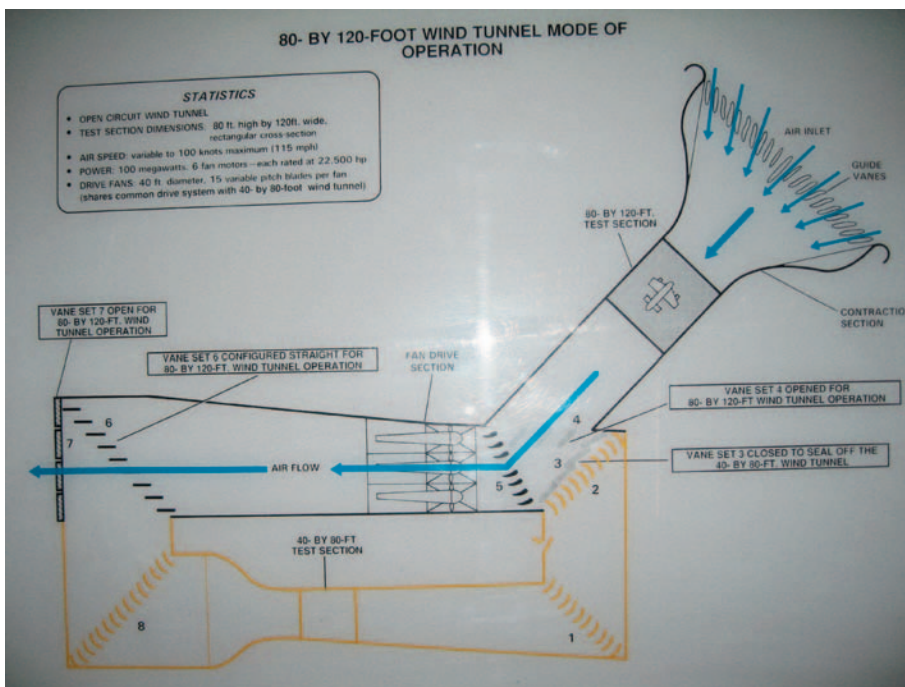 80- BY 120-FOOT WIND TUNNEL MODE OF
OPERATION
STATISTICS
• OPEN CIRCUIT WIND TUNNEL
• TEST SECTION DIMENSIONS: 80 ft. high by 120ft. wide,
rectangular cross-section
• AIR SPEED: variable to 100 knots maximum (115 mph)
• POWER: 100 megawatts. 6 fan motors—each rated at 22,500 hp
• DRIVE FANS: 40 ft. diameter, 15 variable pitch blades per fan
(shares common drive system with 40- by 80-foot wind tunnel)
AIR INLET
GUIDE
VANES
80- BY 120-FT.
TEST SECTION
CONTRACTIO
SECTION
VANE SET 7 OPEN FOR
80- BY 120-FT. WIND
TUNNEL OPERATION
VANE SET 6 CONFIGURED STRAIGHT FOR
80- BY 120-FT. WIND TUNNEL OPERATION
FAN DRIVE
SECTION
VANE SET 4 OPENED FOR
80- BY 120-FT WIND TUNNEL OPERATION
VANE SET 3 CLOSED TO SEAL OFF THE
40- BY 80-FT. WIND TUNNEL
6
7
4
3
5
2
AIR FLOW
40- BY 80-FT
TEST SECTION
8
1